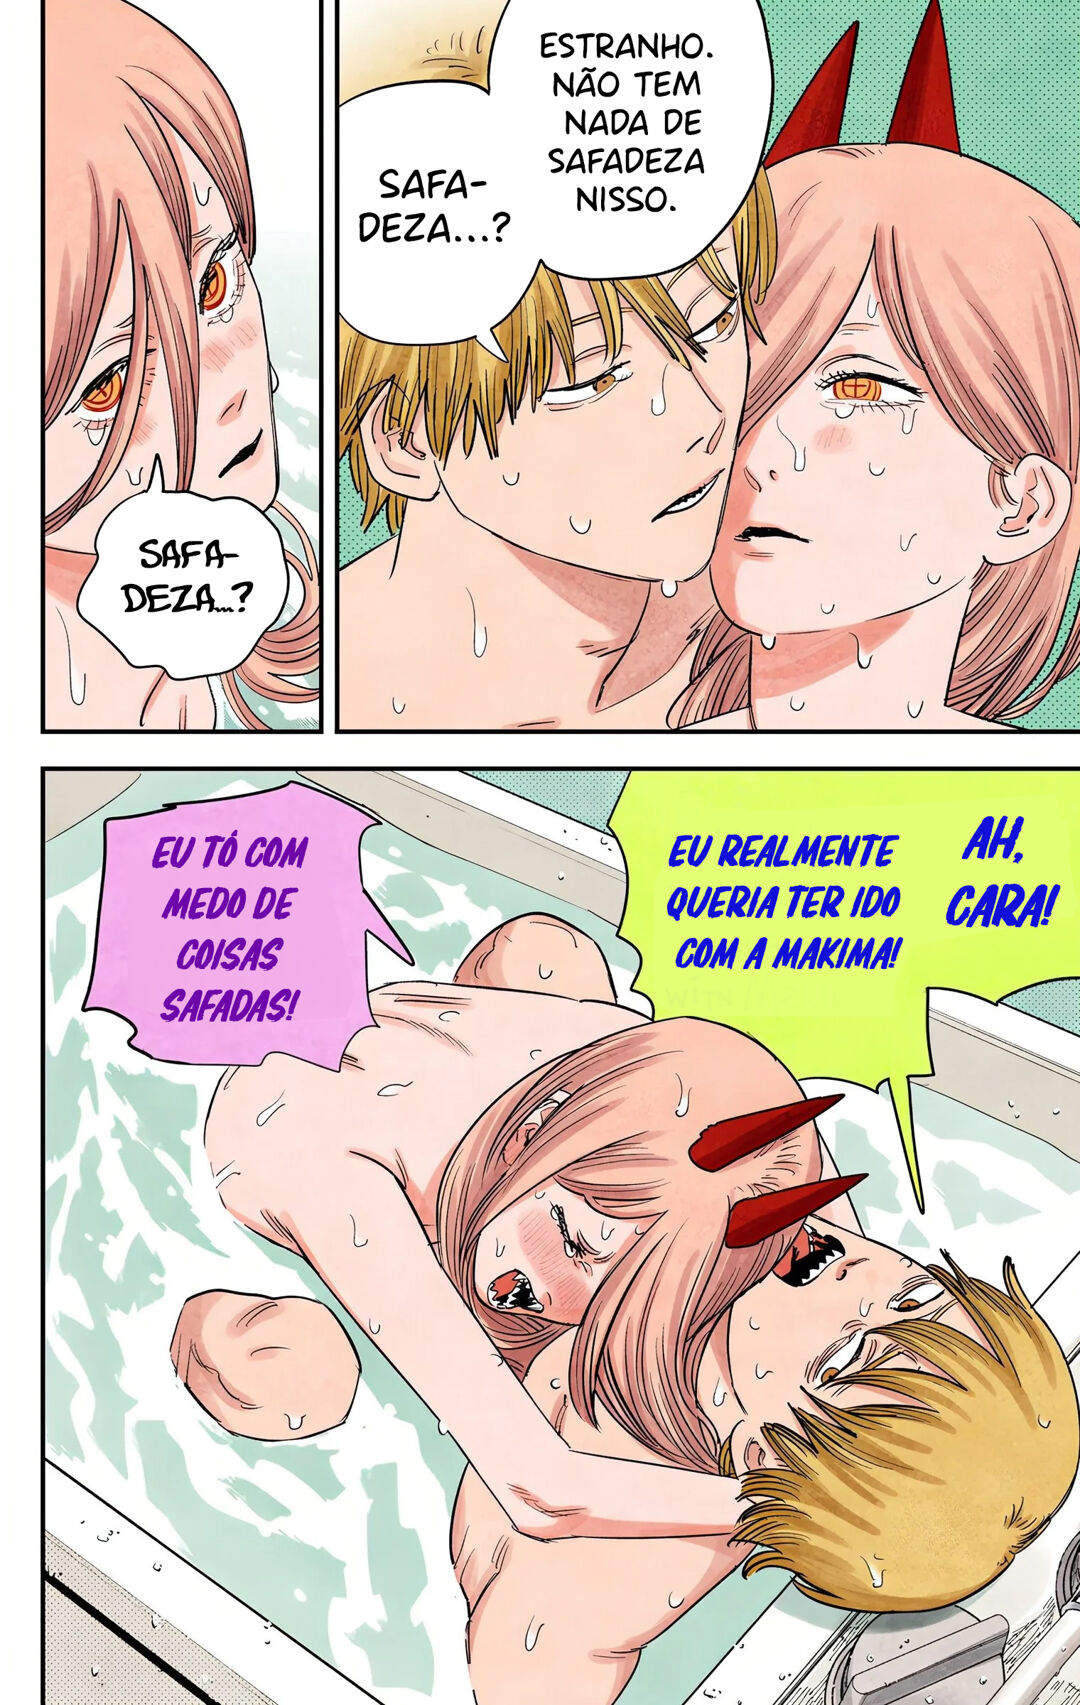 ESTRANHO.
NÃO TEM
NADA DE
SAFADEZA
NISSO.
SAFA-
DEZA...?
SAFA-
DEZA...?
AH,
CARA!
EU REALMENTE
QUERIA TER IDO
COM A MAKIMA!
EU TÓ COM
MEDO DE
COISAS
SAFADAS!